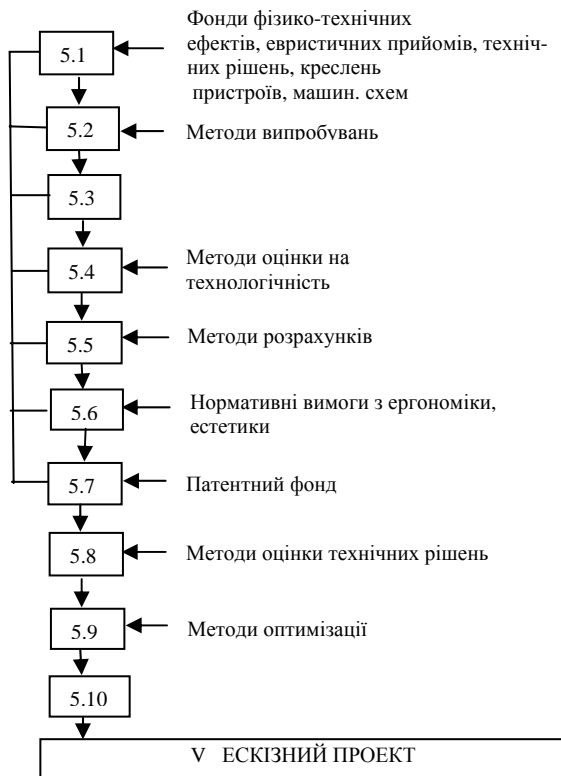 Фонди фізико-технічних
5.1
ефектів, евристичних прийомів, техніч-
них рішень, креслень
пристроїв, машин. схем
5.2
Методи випробувань
5.3
Методи оцінки на
5.4
технологічність
5.5
Методи розрахунків
Нормативні вимоги з ергономіки,
5.6
естетики
5.7
Патентний фонд
5.8
Методи оцінки технічних рішень
5.9
Методи оптимізації
5.10
V ЕСКІЗНИЙ ПРОЕКТ